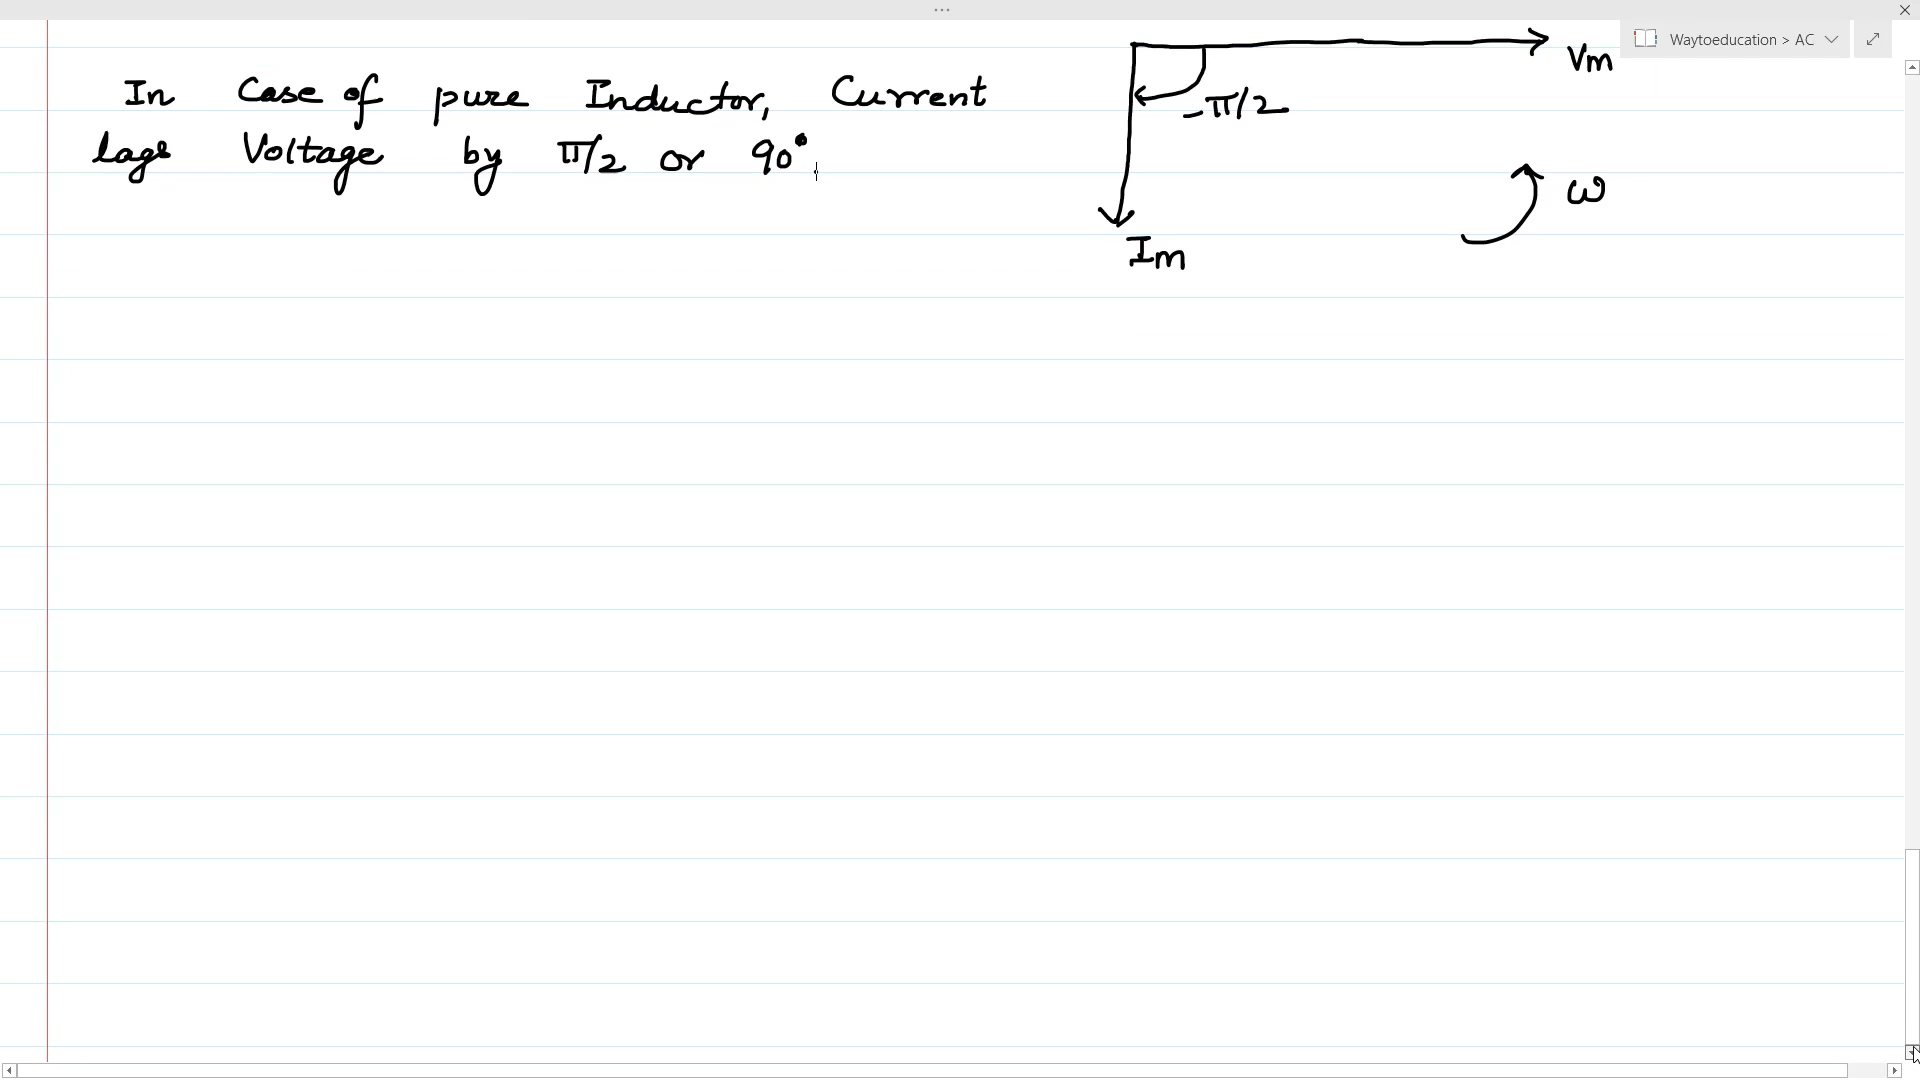 Waytoeducation > AC
In Case of pure Inductor, Current
lags Voltage by π/2 or 90°
Vm
-π/2
ω
Im